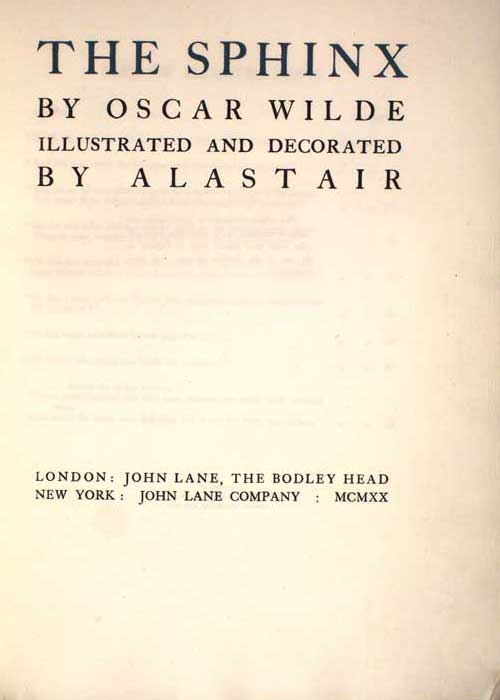 THE SPHINX
BY OSCAR WILDE
ILLUSTRATED AND DECORATED
BY ALASTAIR
LONDON: JOHN LANE, THE BODLEY HEAD
NEW YORK: JOHN LANE COMPANY : MCMXX